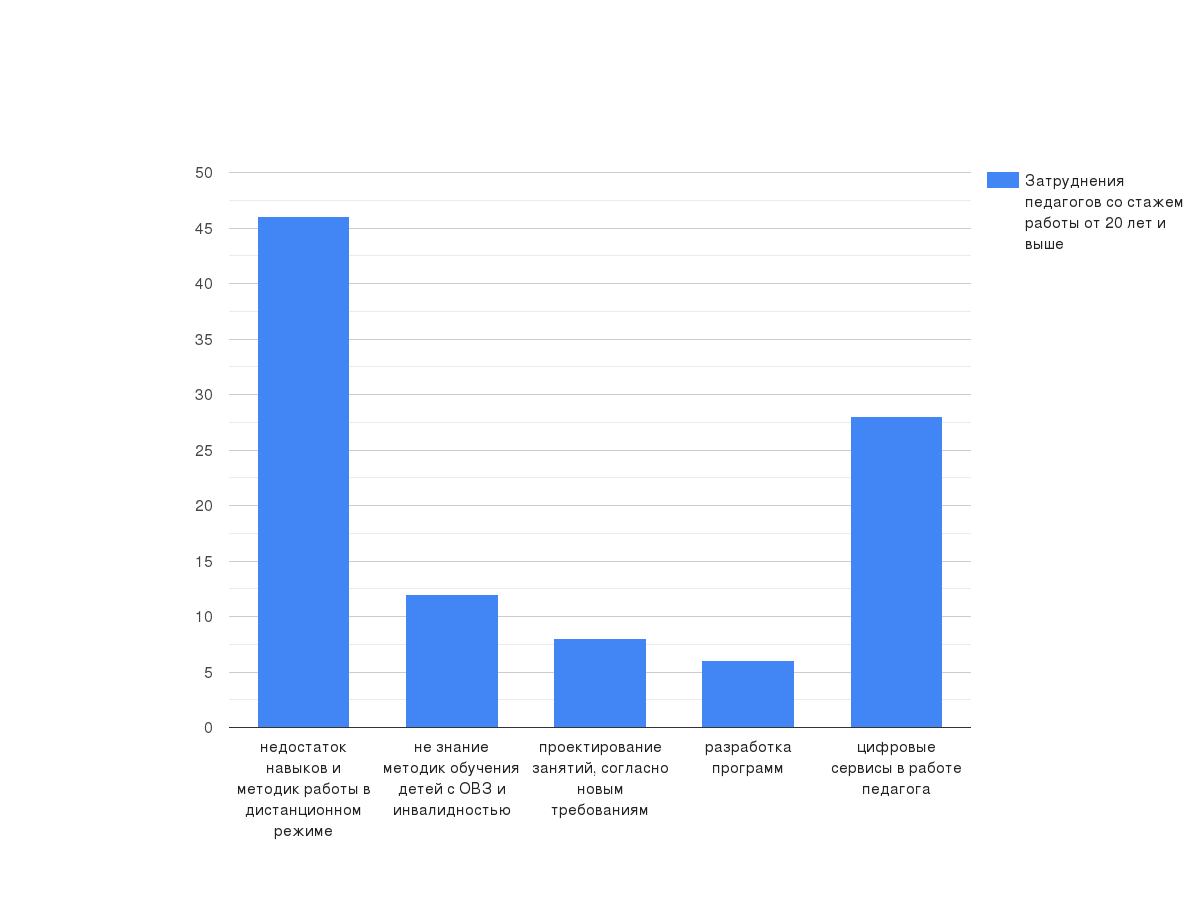 50
45
40
35
30
25
20
15
10
5
0
недостаток
навыков и
методик работы в
дистанционном
режиме
не знание
методик обучения
детей с ОВЗ и
инвалидностью
проектирование
занятий, согласно
новым
требованиям
разработка
программ
цифровые
сервисы в работе
педагога
Затруднения
педагогов со стажем
работы от 20 лет и
выше